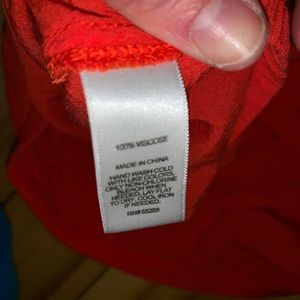 100% VISCOSE
MADE IN CHINA
HAND WASH COLD
WITH LIKE COLORS,
ONLY NON-CHLORINE
BLEACH WHEN
NEEDED. LAY FLAT
TO DRY. COOL IRON
IF NEEDED.
RN# 55285